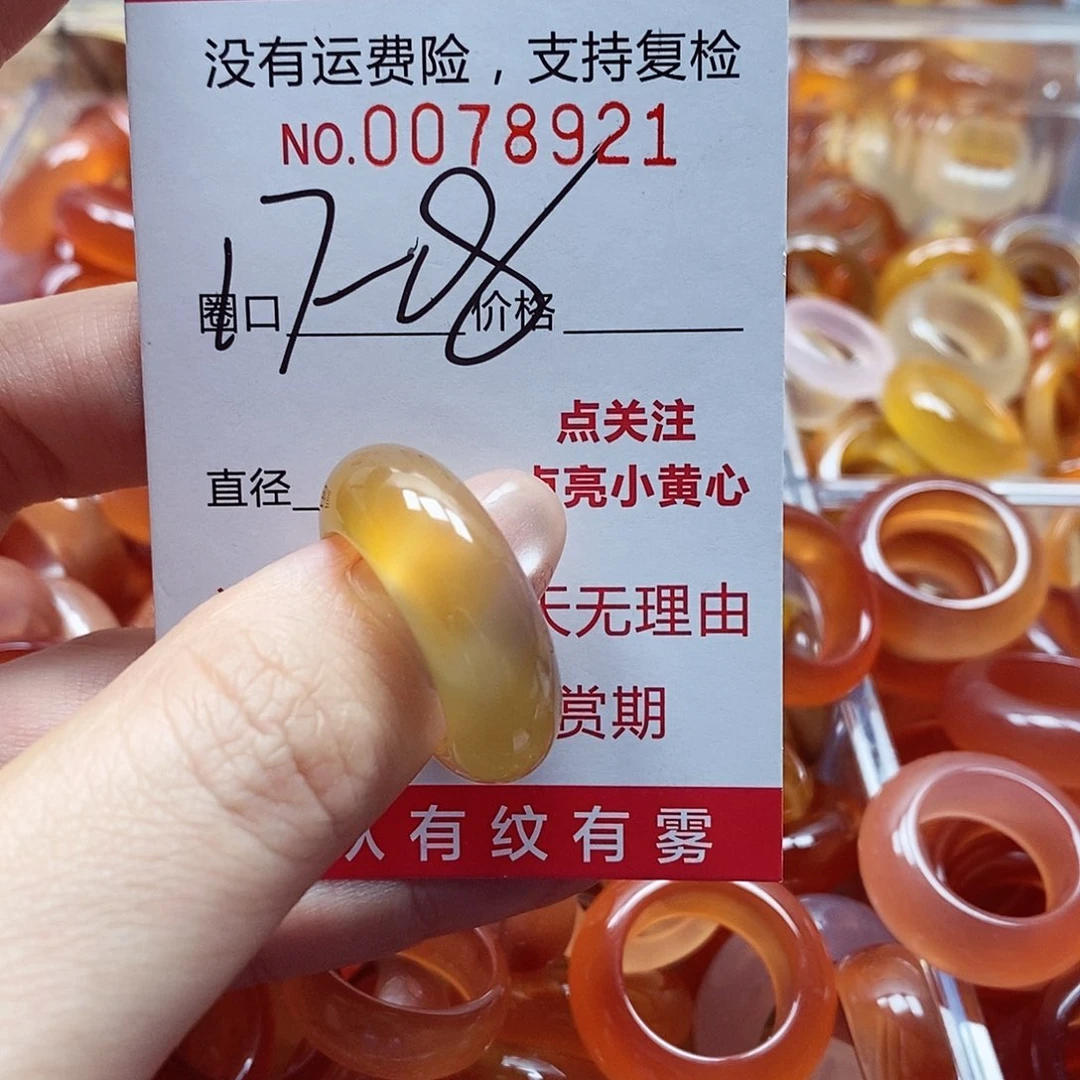 没有运费险，支持复检
NO.0078921
17-18/
圈口 价格
点关注
直径 点亮小黄心
天无理由
赏期
有纹有雾